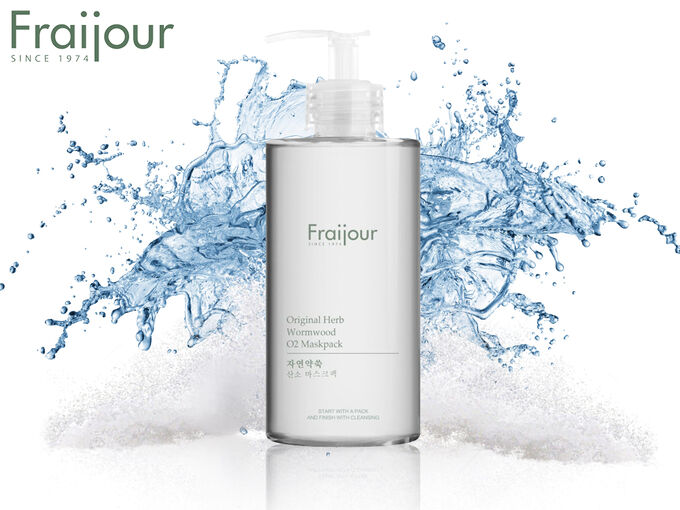 Fraijour
SINCE 1974
Fraijour
SINCE 1974
Original Herb
Wormwood
O2 Maskpack
자연약쑥
산소 마스크팩
START WITH A PACK
AND FINISH WITH CLEANSING